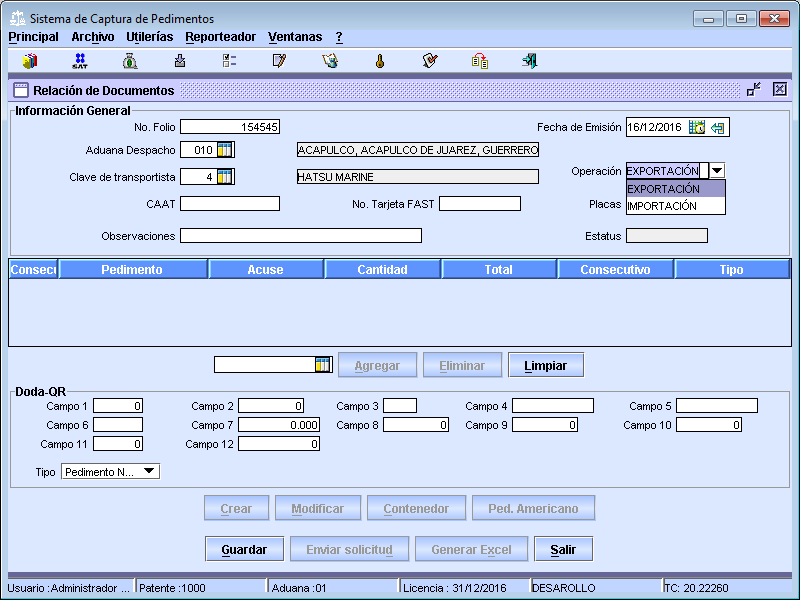 Sistema de Captura de Pedimentos
Principal Archivo Utilerías Reporteador Ventanas ?
SAT
Relación de Documentos
Información General
No. Folio 154545 Fecha de Emisión 16/12/2016
Aduana Despacho 010 ACAPULCO, ACAPULCO DE JUAREZ, GUERRERO
Clave de transportista 4 HATSU MARINE Operación EXPORTACIÓN
EXPORTACIÓN
CAAT No. Tarjeta FAST Placas IMPORTACIÓN
Observaciones Estatus
Consecu Pedimento Acuse Cantidad Total Consecutivo Tipo
Agregar Eliminar Limpiar
Doda-QR
Campo 1 0 Campo 2 0 Campo 3 Campo 4 Campo 5
Campo 6 Campo 7 0.000 Campo 8 0 Campo 9 0 Campo 10 0
Campo 11 0 Campo 12 0
Tipo Pedimento N...
Crear Modificar Contenedor Ped. Americano
Guardar Enviar solicitud Generar Excel Salir
Usuario :Administrador ... Patente :1000 Aduana :01 Licencia : 31/12/2016 DESAROLLO TC: 20.22260